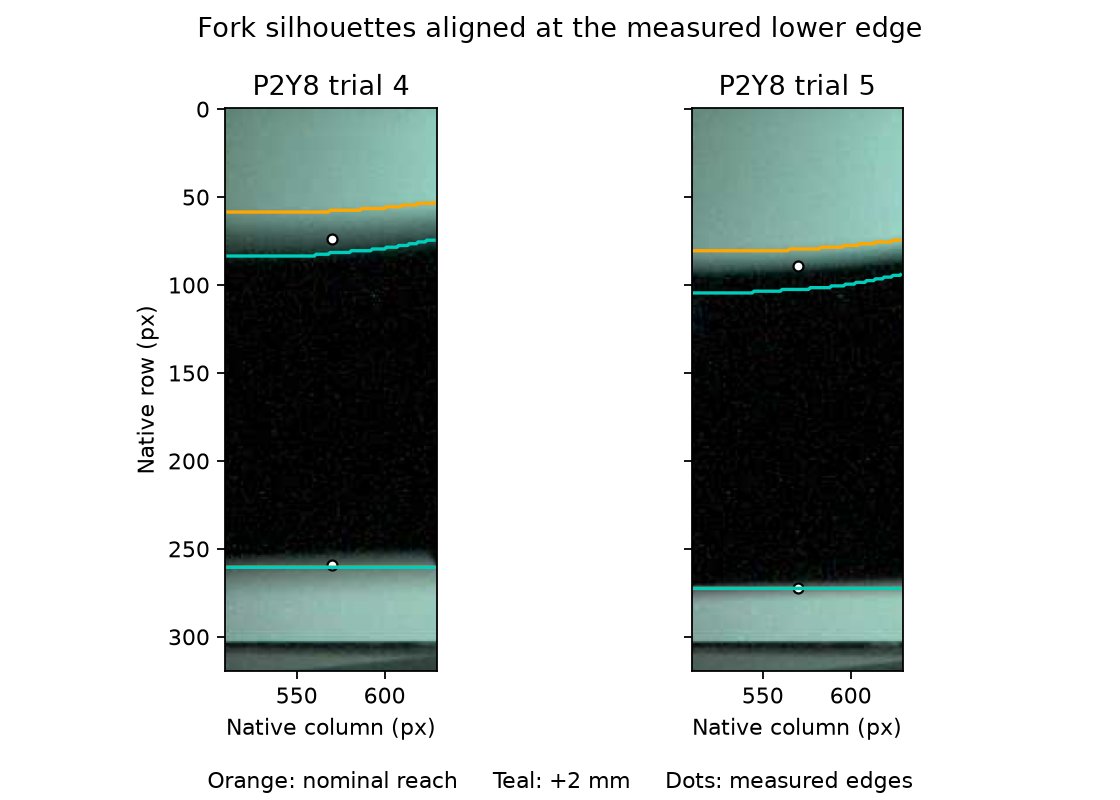 Fork silhouettes aligned at the measured lower edge
P2Y8 trial 4
P2Y8 trial 5
0
50
100
150
200
250
300
Native row (px)
550
600
550
600
Native column (px)
Native column (px)
Orange: nominal reach
Teal: +2 mm
Dots: measured edges